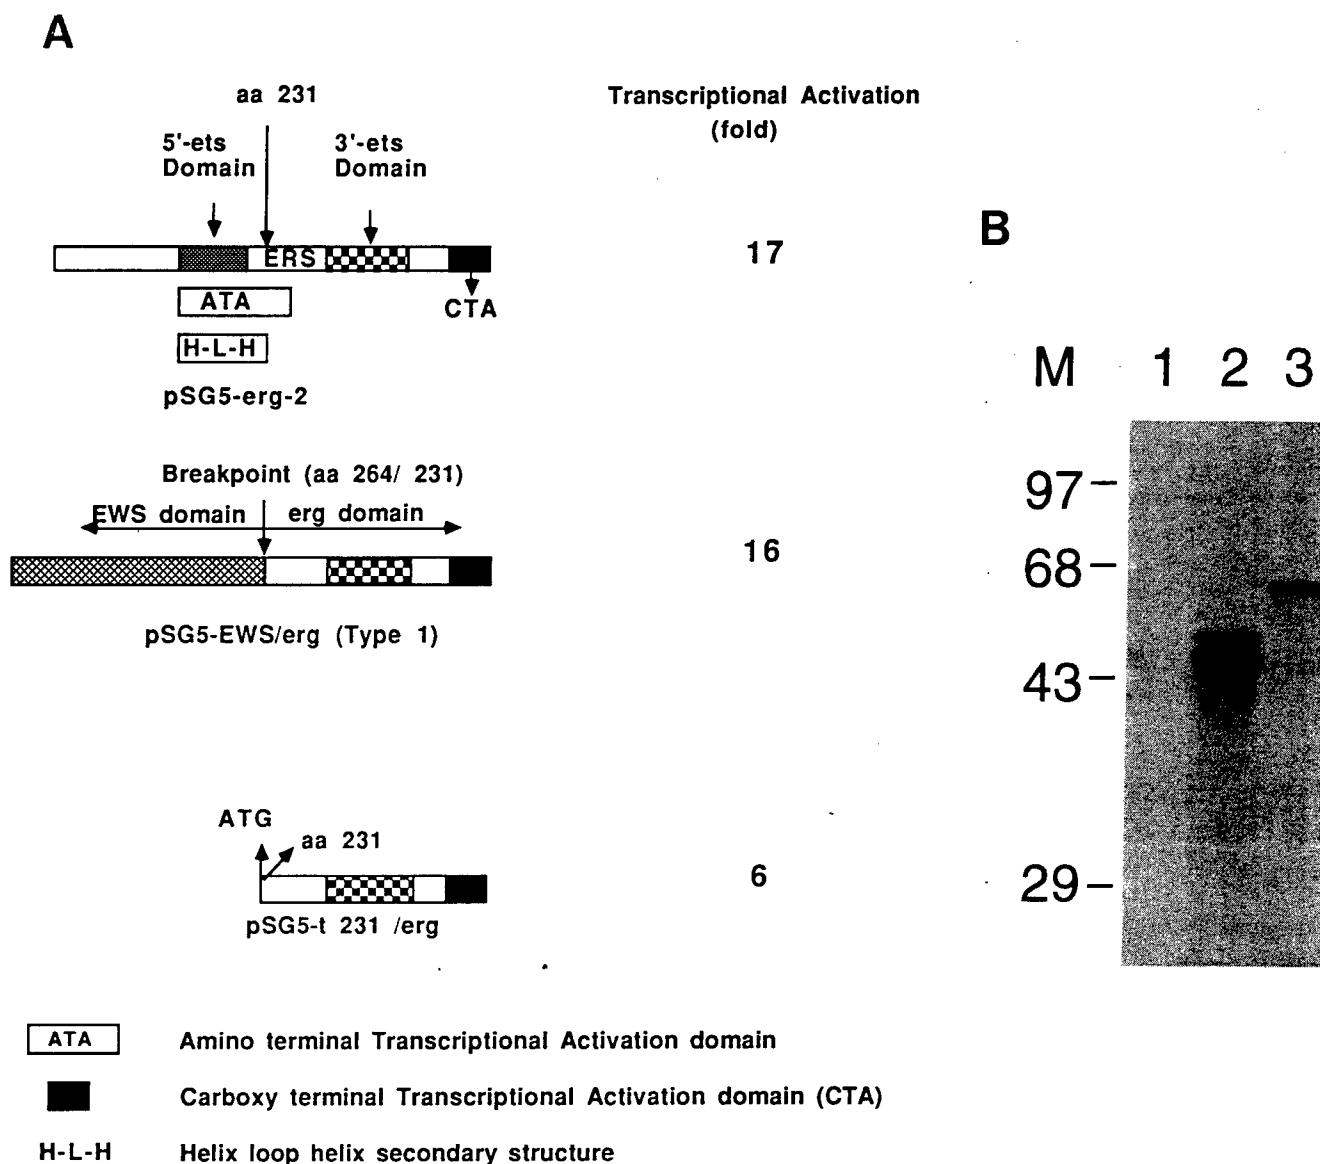 A
aa 231
Transcriptional Activation
(fold)
5'-ets
Domain
3'-ets
Domain
ERS
17
ATA
CTA
H-L-H
pSG5-erg-2
Breakpoint (aa 264/ 231)
EWS domain erg domain
16
pSG5-EWS/erg (Type 1)
ATG
aa 231
6
pSG5-t 231 /erg
ATA Amino terminal Transcriptional Activation domain
Carboxy terminal Transcriptional Activation domain (CTA)
H-L-H Helix loop helix secondary structure
B
M 1 2 3
97
68
43
29